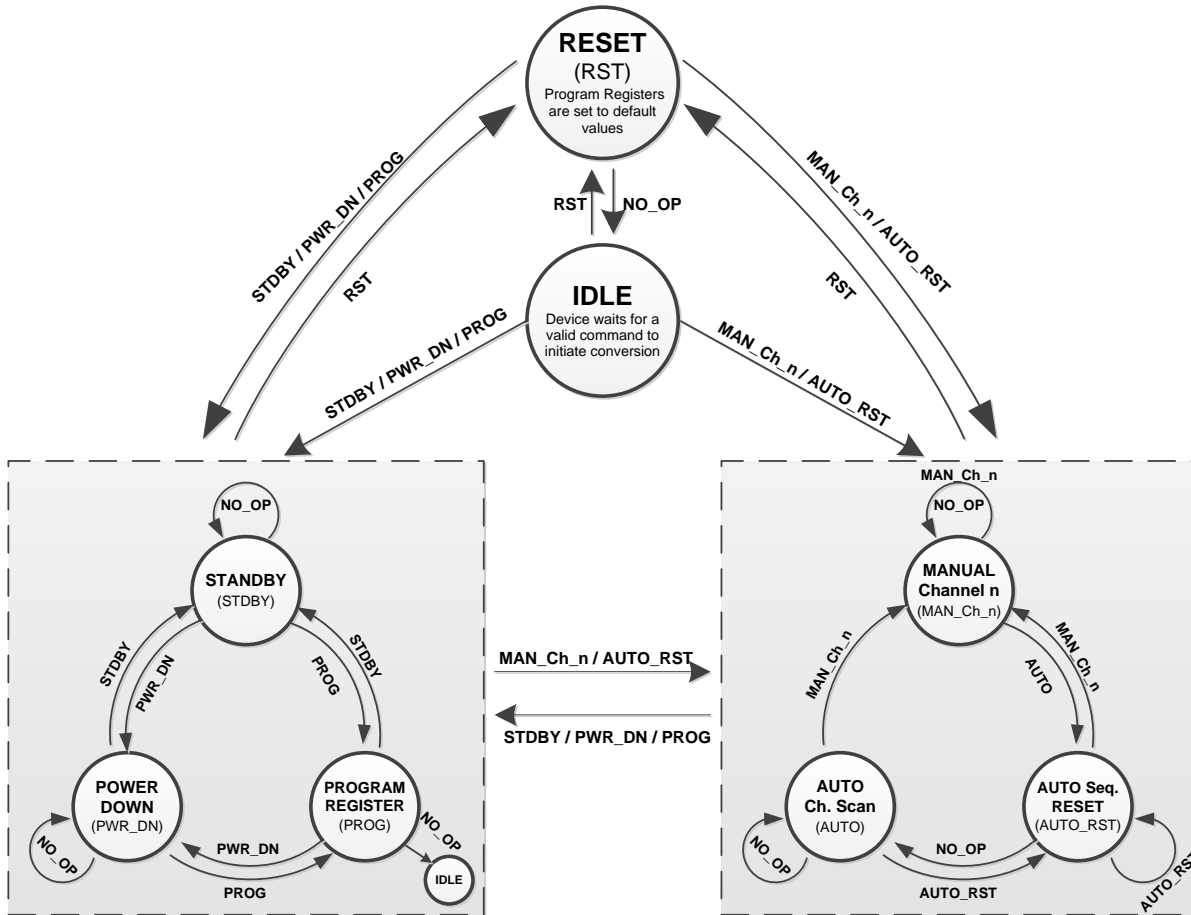 RESET
(RST)
Program Registers
are set to default
values
STDBY / PWR_DN / PROG
RST
RST
NO_OP
MAN_Ch_n / AUTO_RST
RST
IDLE
Device waits for a
valid command to
initiate conversion
STDBY / PWR_DN / PROG
MAN_Ch_n / AUTO_RST
NO_OP
STANDBY
(STDBY)
STDBY
PWR_DN
PROG
STDBY
POWER
DOWN
(PWR_DN)
NO_OP
PROGRAM
REGISTER
(PROG)
NO_OP
IDLE
PWR_DN
PROG
MAN_Ch_n / AUTO_RST
STDBY / PWR_DN / PROG
MAN_Ch_n
NO_OP
MANUAL
Channel n
(MAN_Ch_n)
MAN_Ch_n
AUTO
MAN_Ch_n
AUTO
Ch. Scan
(AUTO)
NO_OP
AUTO Seq.
RESET
(AUTO_RST)
NO_OP
AUTO_RST
AUTO_RST